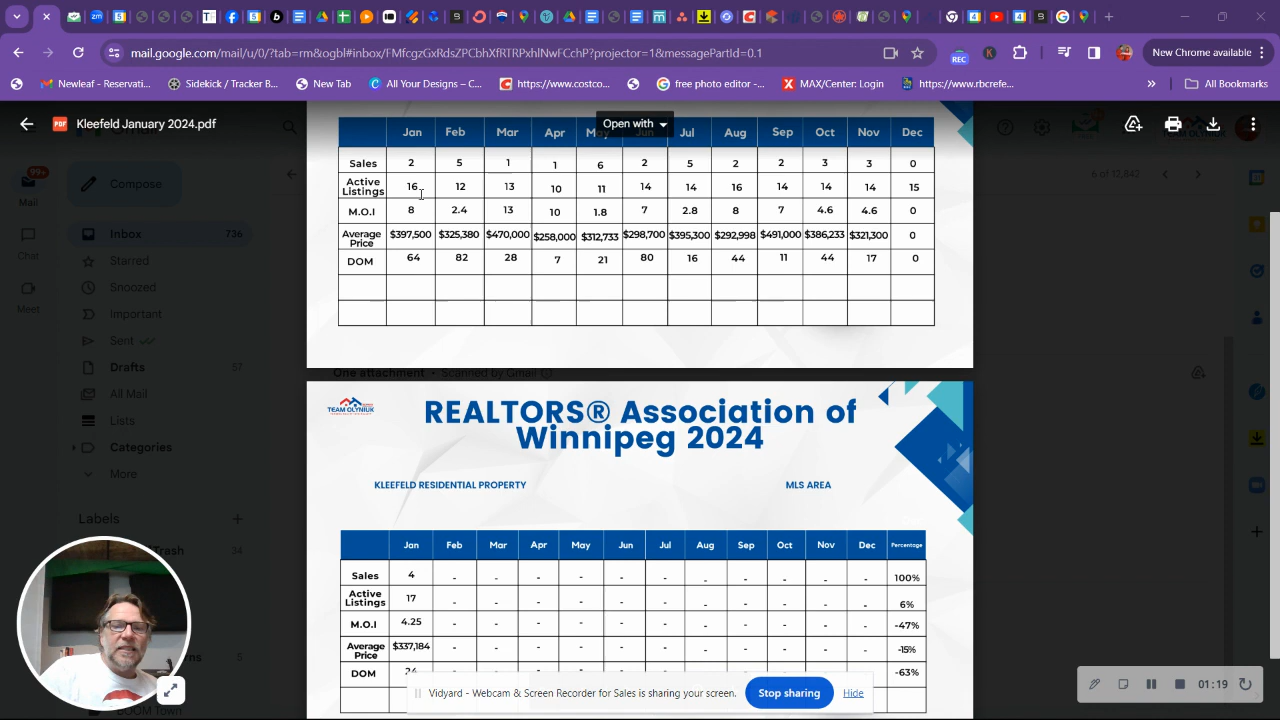 New Chrome available
mail.google.com/mail/u/0/?tab=rm&ogbl#inbox/FMfcgzGxRdsZPCbhXfRTRPxhlNwFCchP?projector=1&messagePartId=0.1
REC
Newleaf - Reservati...
Sidekick / Tracker B...
New Tab
All Your Designs – C...
https://www.costco...
free photo editor -...
MAX/Center: Login
https://www.rbcrefe...
All Bookmarks
Kleefeld January 2024.pdf
Open with
Compose
6 of 12,842
99+
Mail
Chat
Meet
Inbox 736
Starred
Snoozed
Important
Sent
Drafts 57
All Mail
Lists
Categories
More
Labels
Trash 34
Jan Feb Mar Apr May Jun Jul Aug Sep Oct Nov Dec
Sales 2 5 1 1 6 2 5 2 2 3 3 0
Active Listings 16 12 13 10 11 14 14 16 14 14 14 15
M.O.I 8 2.4 13 10 1.8 7 2.8 8 7 4.6 4.6 0
Average Price $397,500 $325,380 $470,000 $258,000 $312,733 $298,700 $395,300 $292,998 $491,000 $386,233 $321,300 0
DOM 64 82 28 7 21 80 16 44 11 44 17 0
One attachment • Scanned by Gmail
TEAM OLYNIUK
REALTORS® Association of
Winnipeg 2024
KLEEFELD RESIDENTIAL PROPERTY MLS AREA
Jan Feb Mar Apr May Jun Jul Aug Sep Oct Nov Dec Percentage
Sales 4 - - - - - - - - - - - 100%
Active Listings 17 - - - - - - - - - - - 6%
M.O.I 4.25 - - - - - - - - - - - -47%
Average Price $337,184 - - - - - - - - - - - -15%
DOM 24 - - - - - - - - - - - -63%
Vidyard - Webcam & Screen Recorder for Sales is sharing your screen.
Stop sharing
Hide
01:19